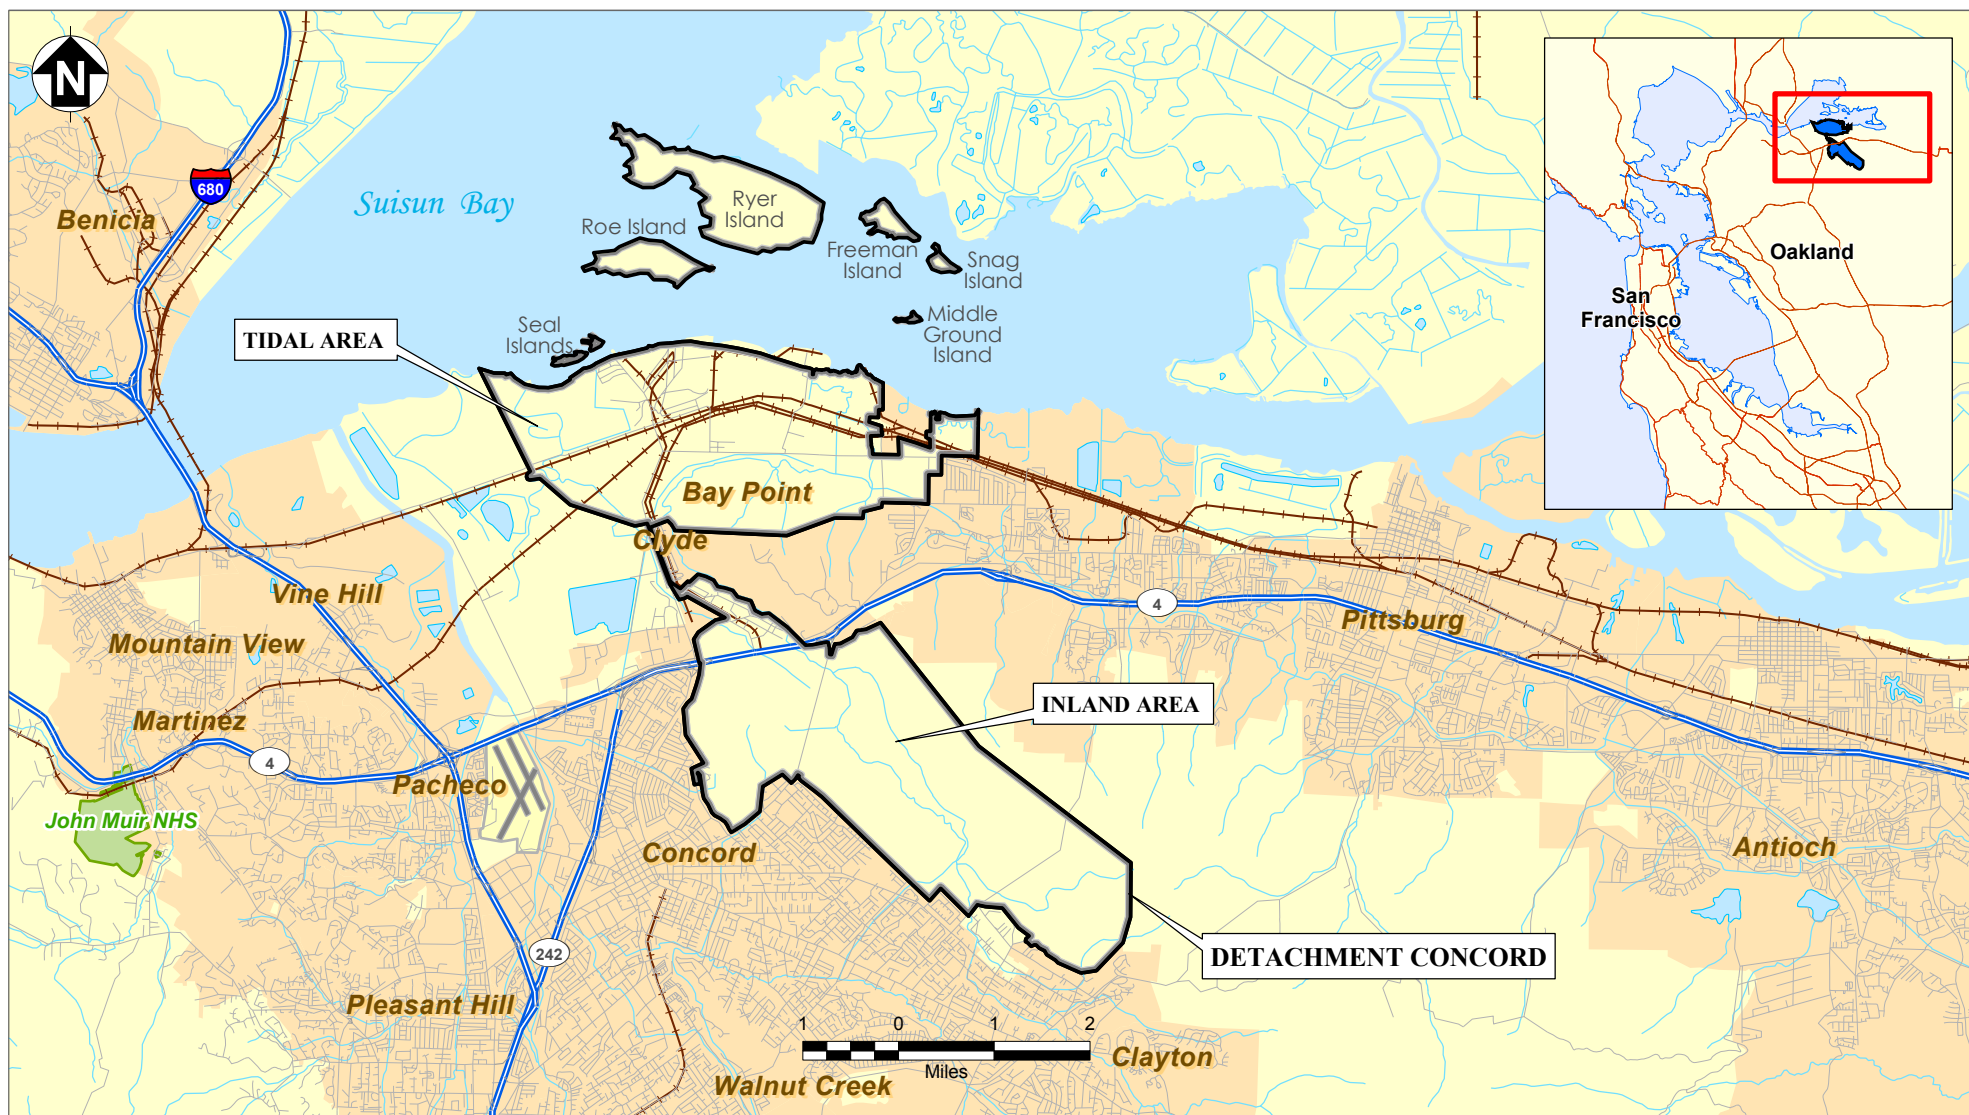 N
680
Benicia
Suisun Bay
Ryer
Island
Roe Island
Freeman
Island
Snag
Island
Seal
Islands
Middle
Ground
Island
TIDAL AREA
Bay Point
Clyde
Vine Hill
Mountain View
Martinez
4
Pacheco
John Muir NHS
4
Pittsburg
INLAND AREA
Concord
Antioch
242
DETACHMENT CONCORD
Pleasant Hill
1 0 1 2
Miles
Clayton
Walnut Creek
Oakland
San
Francisco